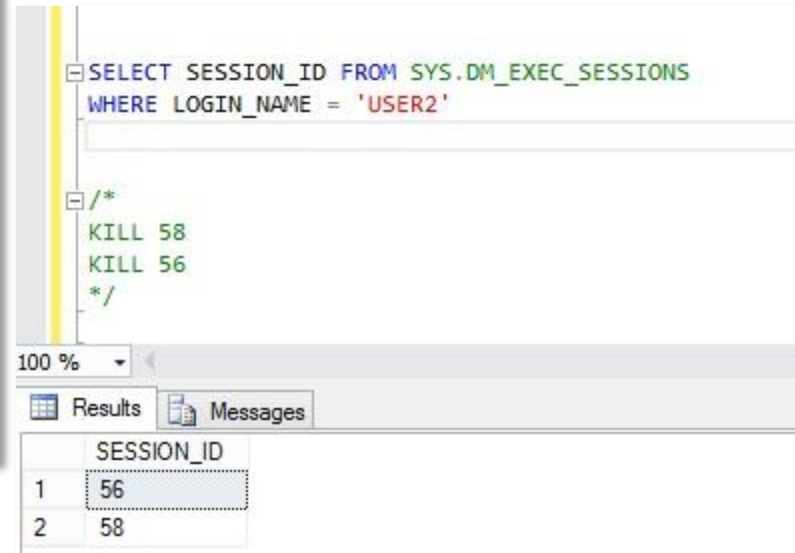 SELECT SESSION_ID FROM SYS.DM_EXEC_SESSIONS
WHERE LOGIN_NAME = 'USER2'
/*
KILL 58
KILL 56
*/
100 %
Results Messages
SESSION_ID
1 56
2 58